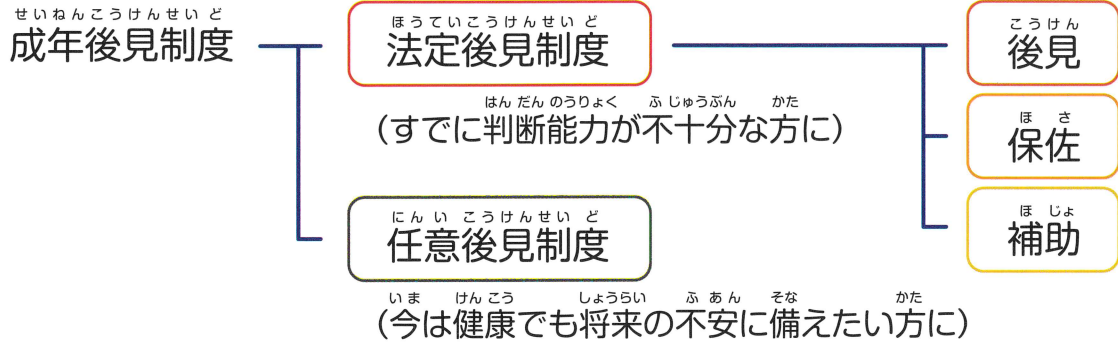 せいねんこうけんせいど
成年後見制度
ほうていこうけんせいど
法定後見制度
はんだんのうりょく ふじゅうぶん かた
(すでに判断能力が不十分な方に)
にんいこうけんせいど
任意後見制度
いま けんこう しょうらい ふあん そな かた
(今は健康でも将来の不安に備えたい方に)
こうけん
後見
ほさ
保佐
ほじょ
補助